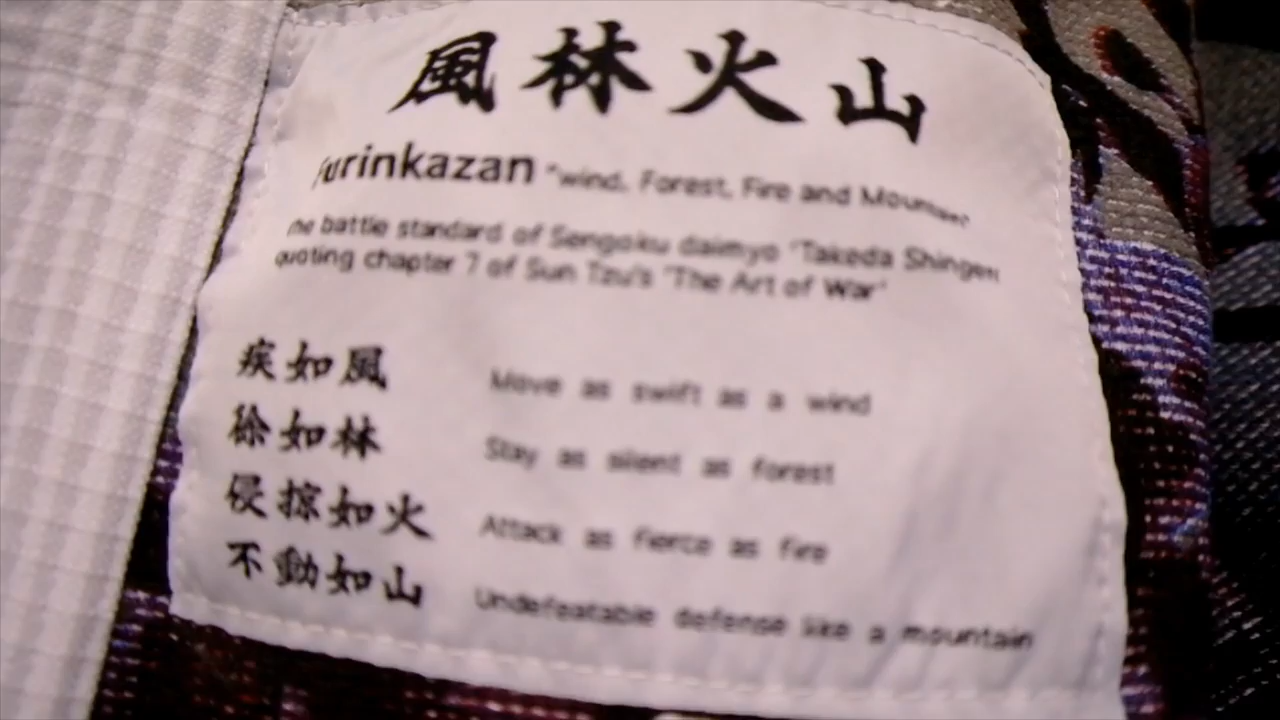 風林火山
Furinkazan "wind, Forest, Fire and Mountain"
The battle standard of Sengoku daimyo 'Takeda Shingen
quoting chapter 7 of Sun Tzu's 'The Art of War'
疾如風 Move as swift as a wind
徐如林 Stay as silent as forest
侵掠如火 Attack as fierce as fire
不動如山 Undefeatable defense like a mountain